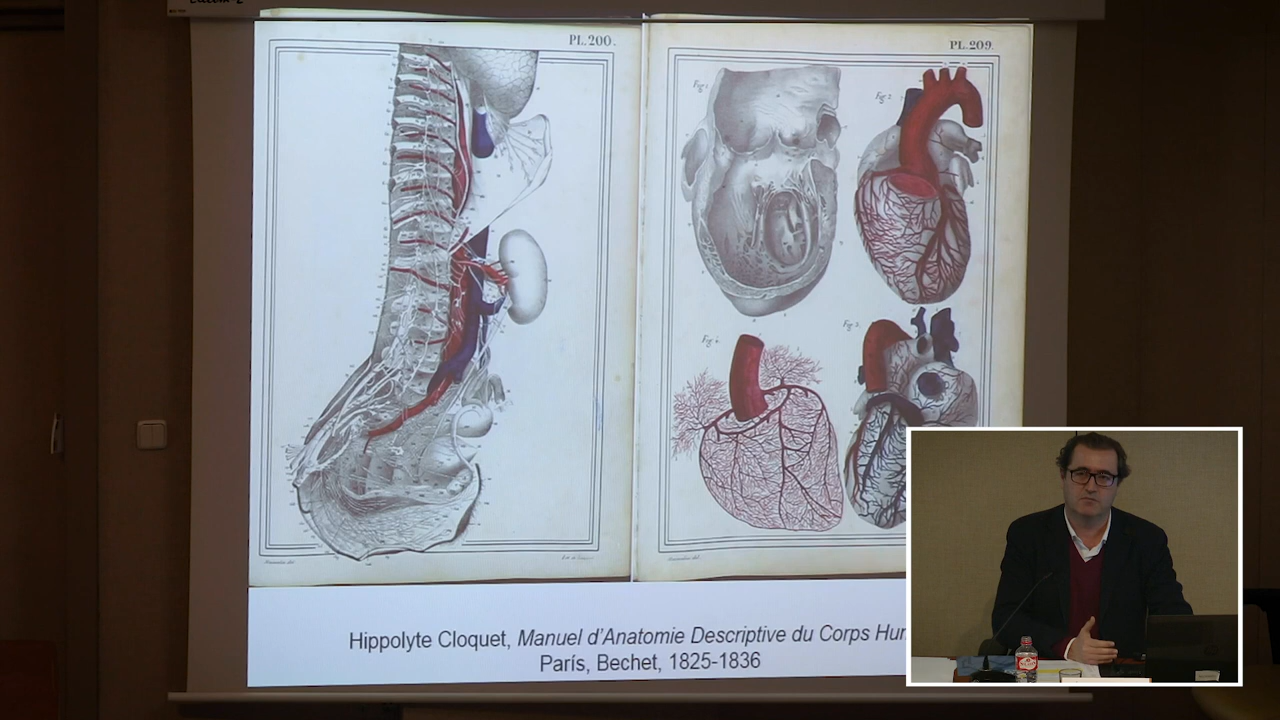 PL.200.
PL.209.
Fig 1
Fig 2
Fig 4
Fig 3
Hippolyte Cloquet, Manuel d'Anatomie Descriptive du Corps Hu
París, Bechet, 1825-1836